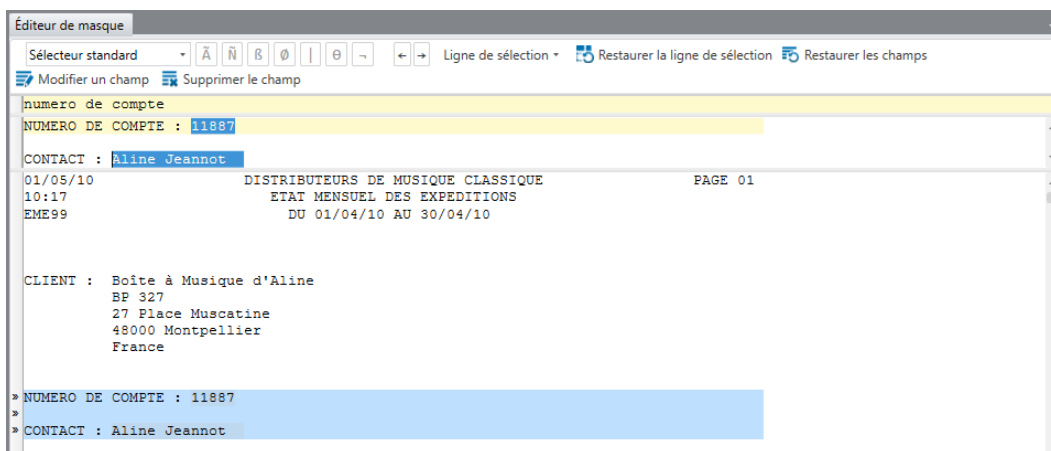 Éditeur de masque
Sélecteur standard Ã Ñ ß Ø | θ ¬ ← → Ligne de sélection Restaurer la ligne de sélection Restaurer les champs
Modifier un champ Supprimer le champ
numero de compte
NUMERO DE COMPTE : 11887
CONTACT : Aline Jeannot
01/05/10 DISTRIBUTEURS DE MUSIQUE CLASSIQUE PAGE 01
10:17 ETAT MENSUEL DES EXPEDITIONS
EME99 DU 01/04/10 AU 30/04/10
CLIENT : Boîte à Musique d'Aline
BP 327
27 Place Muscatine
48000 Montpellier
France
» NUMERO DE COMPTE : 11887
»
» CONTACT : Aline Jeannot